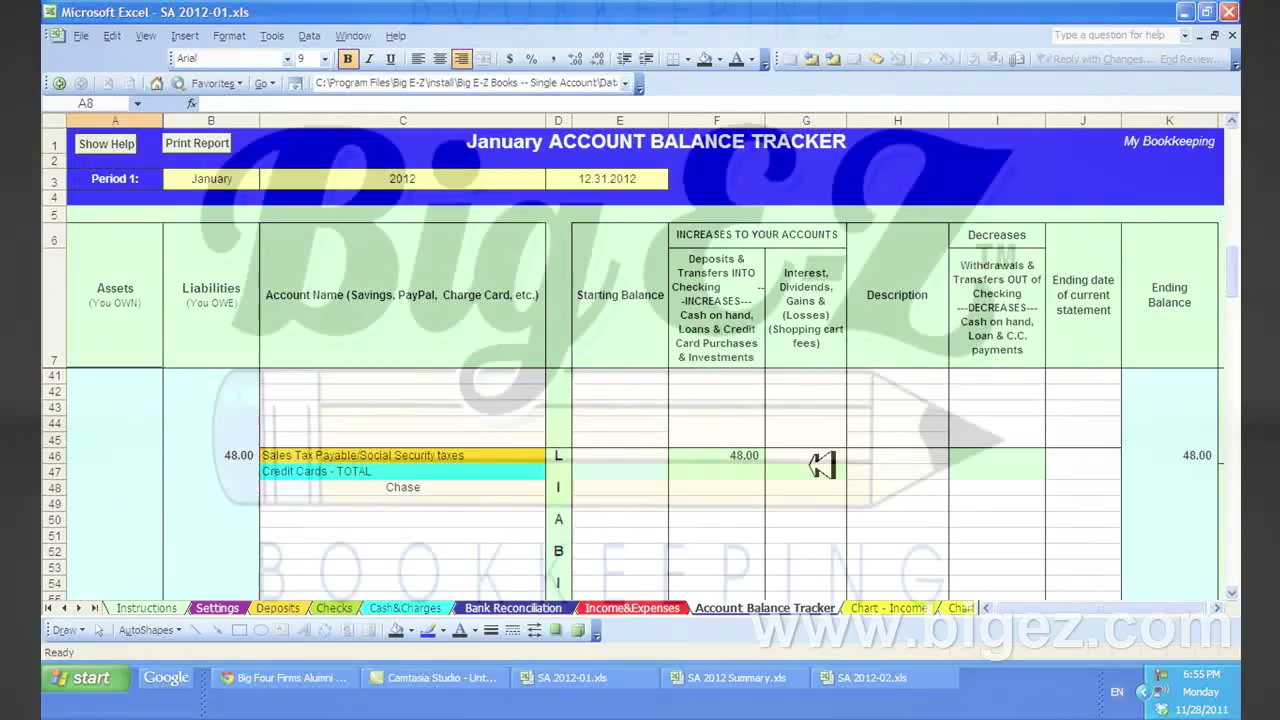 BOOKKEEPING
Microsoft Excel - SA 2012-01.xls
File Edit View Insert Format Tools Data Window Help
Type a question for help
Arial 9 B I U $ % ,
Reply with Changes... End Review...
Favorites Go C:\Program Files\Big E-Z\install\Big E-Z Books -- Single Account\Dat
A8 fx
A B C D E F G H I J K
1 Show Help Print Report January ACCOUNT BALANCE TRACKER My Bookkeeping
2
3 Period 1: January 2012 12.31.2012
4
5
Big E Z TM
6 INCREASES TO YOUR ACCOUNTS Decreases
Assets
(You OWN)
Liabilities
(You OWE)
Account Name (Savings, PayPal, Charge Card, etc.)
Starting Balance
Deposits &
Transfers INTO
Checking --
-INCREASES---
Cash on hand,
Loans & Credit
Card Purchases
& Investments
Interest,
Dividends,
Gains &
(Losses)
(Shopping cart
fees)
Description
Withdrawals &
Transfers OUT of
Checking
---DECREASES---
Cash on hand,
Loan & C.C.
payments
Ending date
of current
statement
Ending
Balance
7
41
42
43
44
45
46 48.00 Sales Tax Payable/Social Security taxes L 48.00 48.00
47 Credit Cards - TOTAL
48 Chase I
49
50 A
51
52 B
53
54 I
BOOKKEEPING
Instructions Settings Deposits Checks Cash&Charges Bank Reconciliation Income&Expenses Account Balance Tracker Chart - Income Chart
www.bigez.com
Draw AutoShapes
Ready
start Google Big Four Firms Alumni ... Camtasia Studio - Unt... SA 2012-01.xls SA 2012 Summary.xls SA 2012-02.xls
EN
6:55 PM
Monday
11/28/2011